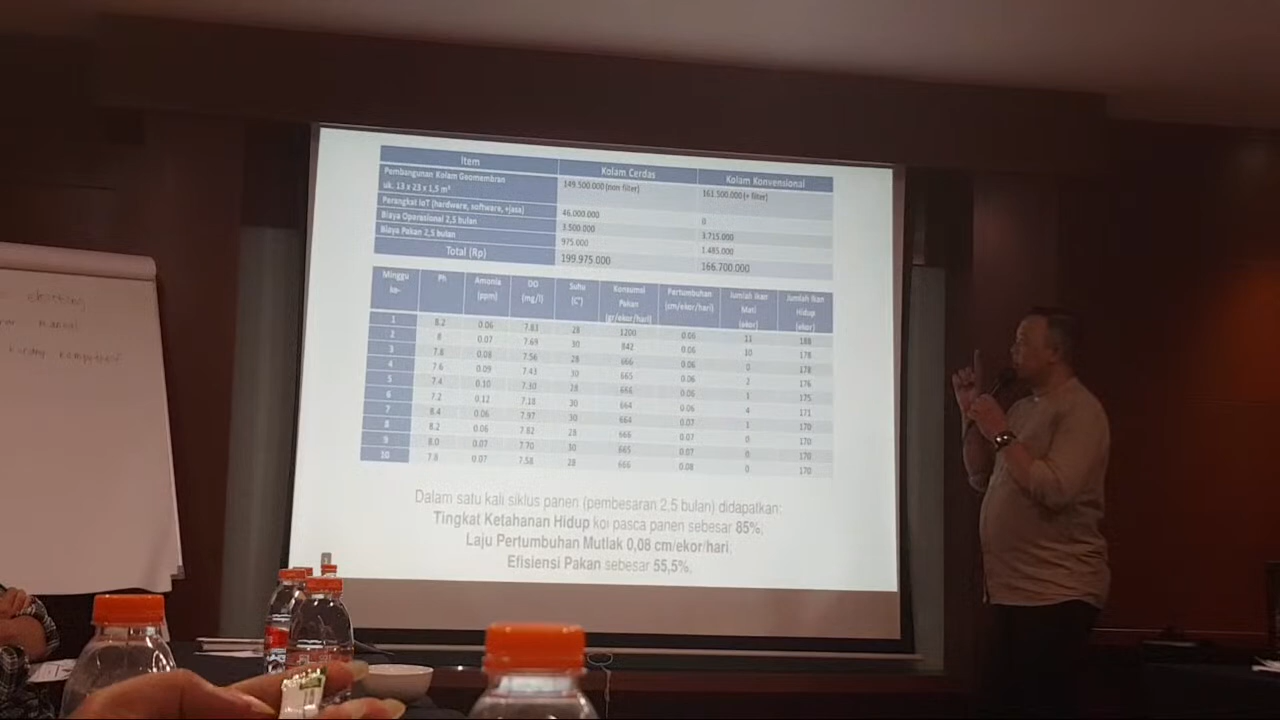 Item Kolam Cerdas Kolam Konvensional
Pembangunan Kolam Geomembran
uk. 13 x 23 x 1,5 m³ 149.500.000 (non filter) 161.500.000 (+ filter)
Perangkat IoT (hardware, software, +jasa) 46.000.000 0
Biaya Operasional 2,5 bulan 3.500.000 3.715.000
Biaya Pakan 2,5 bulan 975.000 1.485.000
Total (Rp) 199.975.000 166.700.000
Minggu ke- Ph Amonia (ppm) DO (mg/l) Suhu (C°) Konsumsi Pakan (gr/ekor/hari) Pertumbuhan (cm/ekor/hari) Jumlah Ikan Mati (ekor) Jumlah Ikan Hidup (ekor)
1 8.2 0.06 7.83 28 1200 0.06 11 188
2 8 0.07 7.69 30 842 0.06 10 178
3 7.8 0.08 7.56 28 666 0.06 0 178
4 7.6 0.09 7.43 30 665 0.06 2 176
5 7.4 0.10 7.30 28 666 0.06 1 175
6 7.2 0.12 7.18 30 664 0.06 4 171
7 8.4 0.06 7.97 30 664 0.07 1 170
8 8.2 0.06 7.82 28 666 0.07 0 170
9 8.0 0.07 7.70 30 665 0.07 0 170
10 7.8 0.07 7.58 28 666 0.08 0 170
Dalam satu kali siklus panen (pembesaran 2,5 bulan) didapatkan:
Tingkat Ketahanan Hidup koi pasca panen sebesar 85%;
Laju Pertumbuhan Mutlak 0,08 cm/ekor/hari;
Efisiensi Pakan sebesar 55,5%;
manual
kurang kompetitif